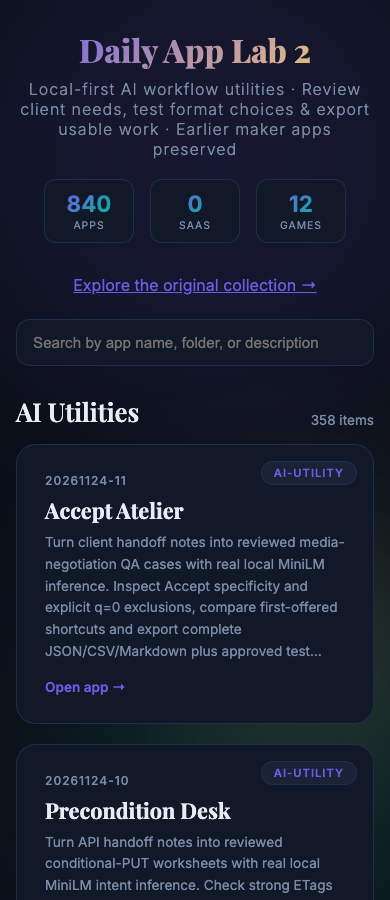 Daily App Lab 2
Local-first AI workflow utilities · Review
client needs, test format choices & export
usable work · Earlier maker apps
preserved
840
APPS
0
SAAS
12
GAMES
Explore the original collection →
Search by app name, folder, or description
AI Utilities
358 items
20261124-11
AI-UTILITY
Accept Atelier
Turn client handoff notes into reviewed media-
negotiation QA cases with real local MiniLM
inference. Inspect Accept specificity and
explicit q=0 exclusions, compare first-offered
shortcuts and export complete
JSON/CSV/Markdown plus approved test...
Open app →
20261124-10
AI-UTILITY
Precondition Desk
Turn API handoff notes into reviewed
conditional-PUT worksheets with real local
MiniLM intent inference. Check strong ETags